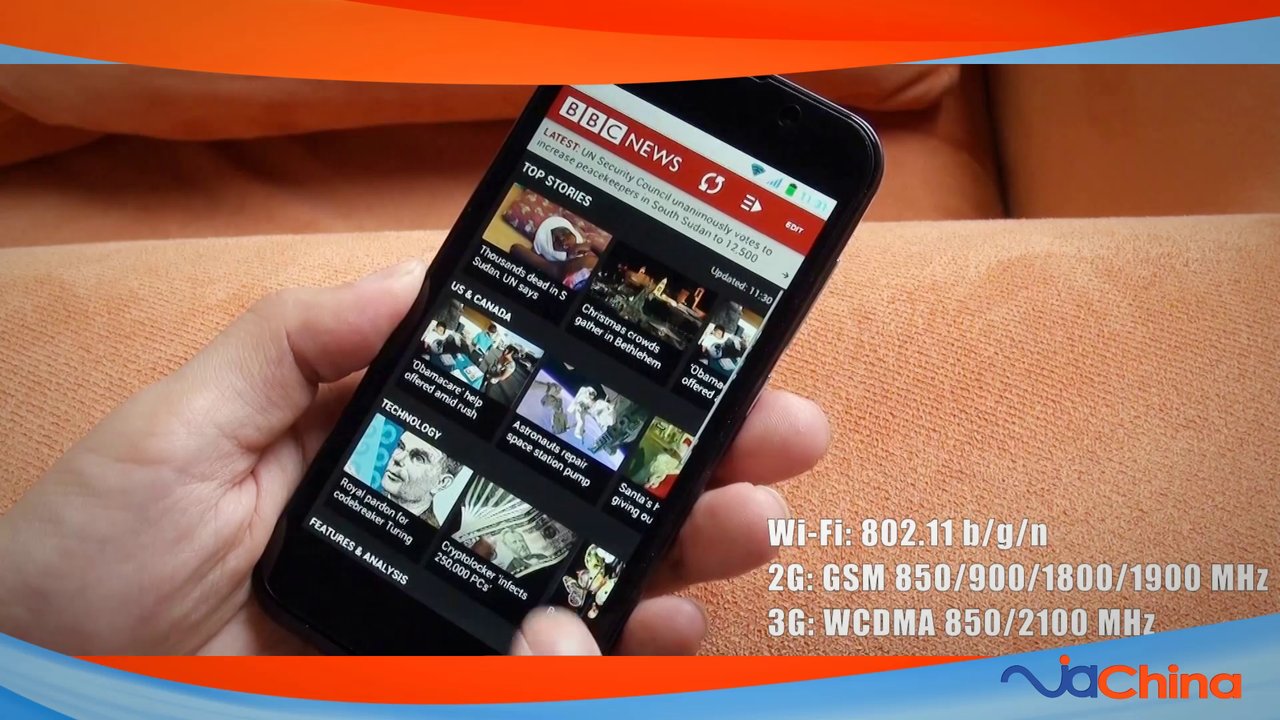 BBC NEWS
EDIT
11:31
LATEST: UN Security Council unanimously votes to
increase peacekeepers in South Sudan to 12,500
TOP STORIES
Updated: 11:30
Thousands dead in S
Sudan, UN says
Christmas crowds
gather in Bethlehem
'Obama
offered
US & CANADA
'Obamacare' help
offered amid rush
Astronauts repair
space station pump
Santa's h
giving ou
TECHNOLOGY
Royal pardon for
codebreaker Turing
Cryptolocker 'infects
250,000 PCs'
FEATURES & ANALYSIS
Wi-Fi: 802.11 b/g/n
2G: GSM 850/900/1800/1900 MHz
3G: WCDMA 850/2100 MHz
ViaChina